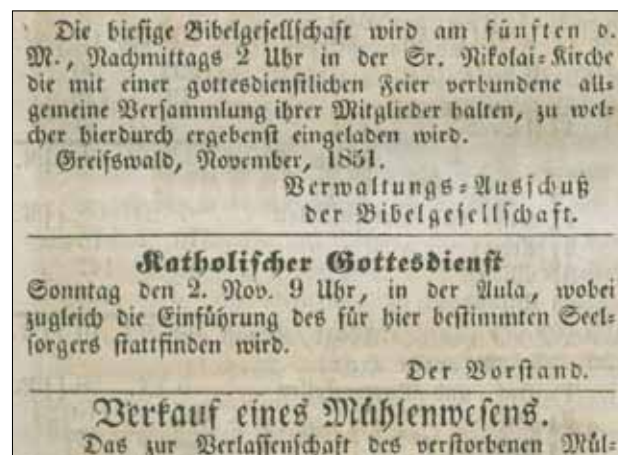 Die hiesige Bibelgesellschaft wird am fünften d.
M., Nachmittags 2 Uhr in der Sr. Nikolai-Kirche
die mit einer gottesdienstlichen Feier verbundene all-
gemeine Versammlung ihrer Mitglieder halten, zu wel-
cher hierdurch ergebenst eingeladen wird.
Greifswald, November, 1851.
Verwaltungs-Ausschuß
der Bibelgesellschaft.
Katholischer Gottesdienst
Sonntag den 2. Nov. 9 Uhr, in der Aula, wobei
zugleich die Einführung des für hier bestimmten Seel-
sorgers stattfinden wird.
Der Vorstand.
Verkauf eines Mühlenwesens.
Das zur Verlassenschaft des verstorbenen Mül-